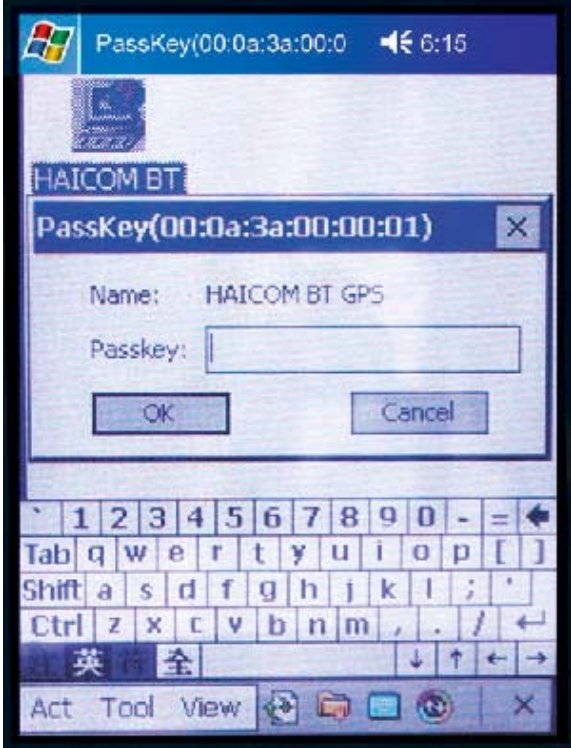 PassKey(00:0a:3a:00:0 6:15
HAICOM BT
PassKey(00:0a:3a:00:00:01)
Name: HAICOM BT GPS
Passkey:
OK Cancel
` 1 2 3 4 5 6 7 8 9 0 - =
Tab q w e r t y u i o p [ ]
Shift a s d f g h j k l ; '
Ctrl z x c v b n m , . / ↵
英 全 ↓ ↑ ← →
Act Tool View